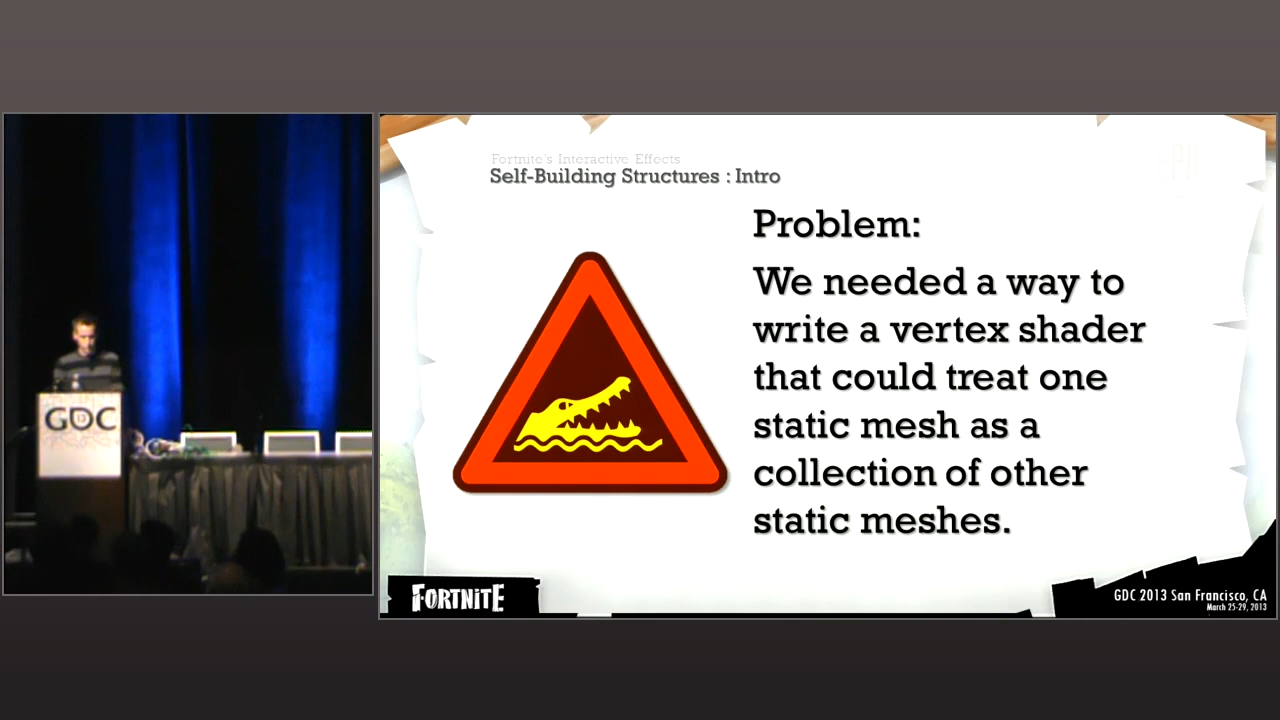 Fortnite's Interactive Effects
Self-Building Structures : Intro
EPIC
Problem:
We needed a way to
write a vertex shader
that could treat one
static mesh as a
collection of other
static meshes.
GDC
FORTNITE
GDC 2013 San Francisco, CA
March 25-29, 2013